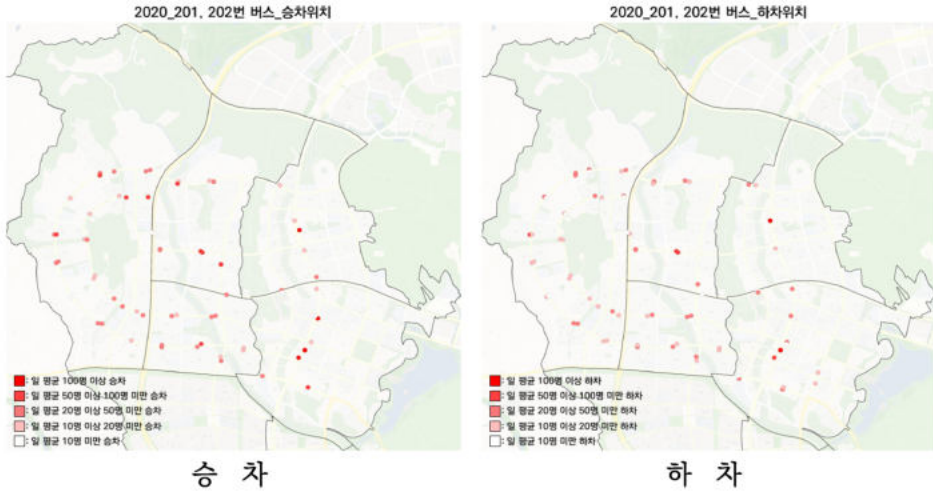 2020_201, 202번 버스_승차위치
2020_201, 202번 버스_하차위치
: 일 평균 100명 이상 승차
: 일 평균 50명 이상 100명 미만 승차
: 일 평균 20명 이상 50명 미만 승차
: 일 평균 10명 이상 20명 미만 승차
: 일 평균 10명 미만 승차
: 일 평균 100명 이상 하차
: 일 평균 50명 이상 100명 미만 하차
: 일 평균 20명 이상 50명 미만 하차
: 일 평균 10명 이상 20명 미만 하차
: 일 평균 10명 미만 하차
승 차
하 차